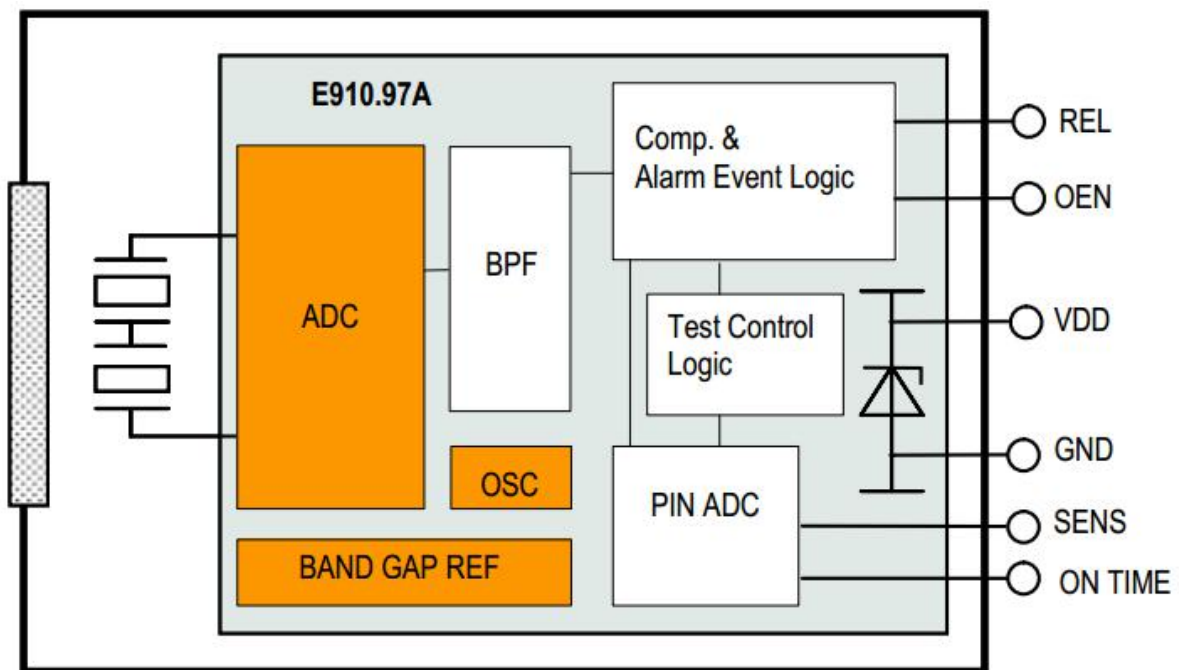 E910.97A
Comp. &
Alarm Event Logic
REL
OEN
ADC
BPF
Test Control
Logic
VDD
GND
OSC
PIN ADC
SENS
BAND GAP REF
ON TIME